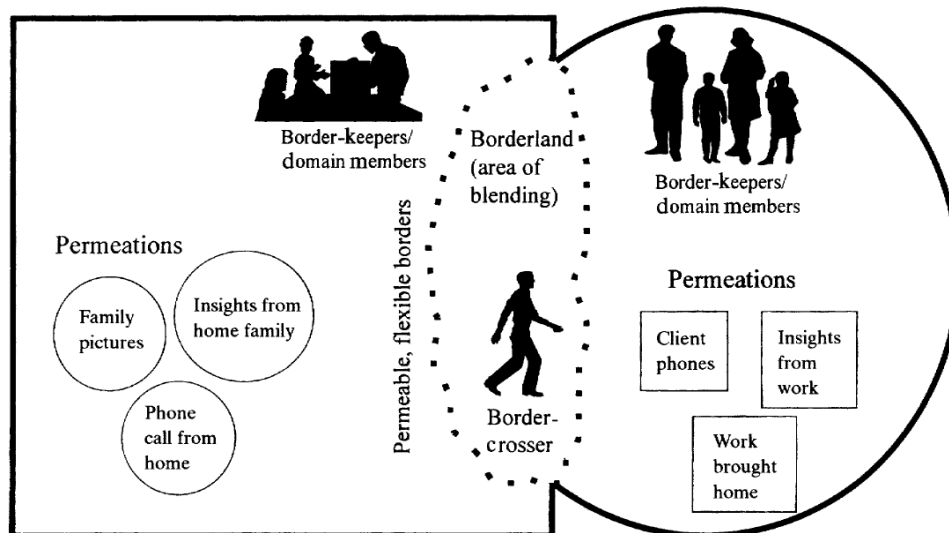 Border-keepers/
domain members
Permeations
Family
pictures
Insights from
home family
Phone
call from
home
Permeable, flexible borders
Borderland
(area of
blending)
Border-
crosser
Border-keepers/
domain members
Permeations
Client
phones
Insights
from
work
Work
brought
home